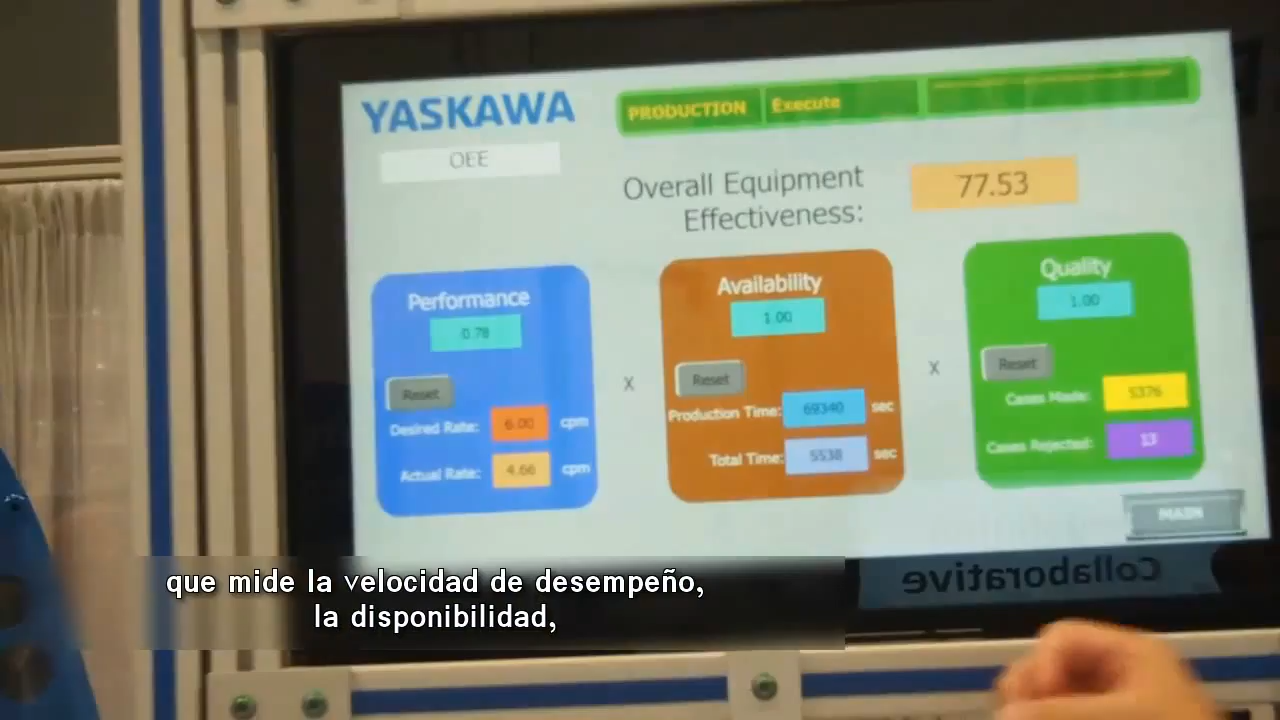 YASKAWA
PRODUCTION Execute
OEE
Overall Equipment
Effectiveness:
77.53
Performance
0.78
Reset
Desired Rate: 6.00 cpm
Actual Rate: 4.66 cpm
X
Availability
1.00
Reset
Production Time: 69340 sec
Total Time: 5538 sec
X
Quality
1.00
Reset
Cases Made: 5376
Cases Rejected: 13
MAIN
Collaborative
que mide la velocidad de desempeño,
la disponibilidad,